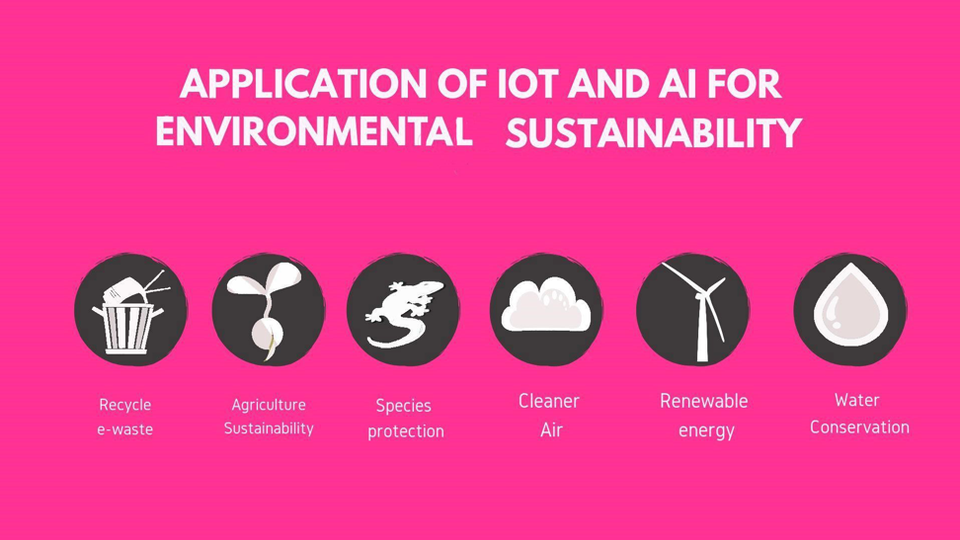 APPLICATION OF IOT AND AI FOR
ENVIRONMENTAL SUSTAINABILITY
Recycle
e-waste
Agriculture
Sustainability
Species
protection
Cleaner
Air
Renewable
energy
Water
Conservation